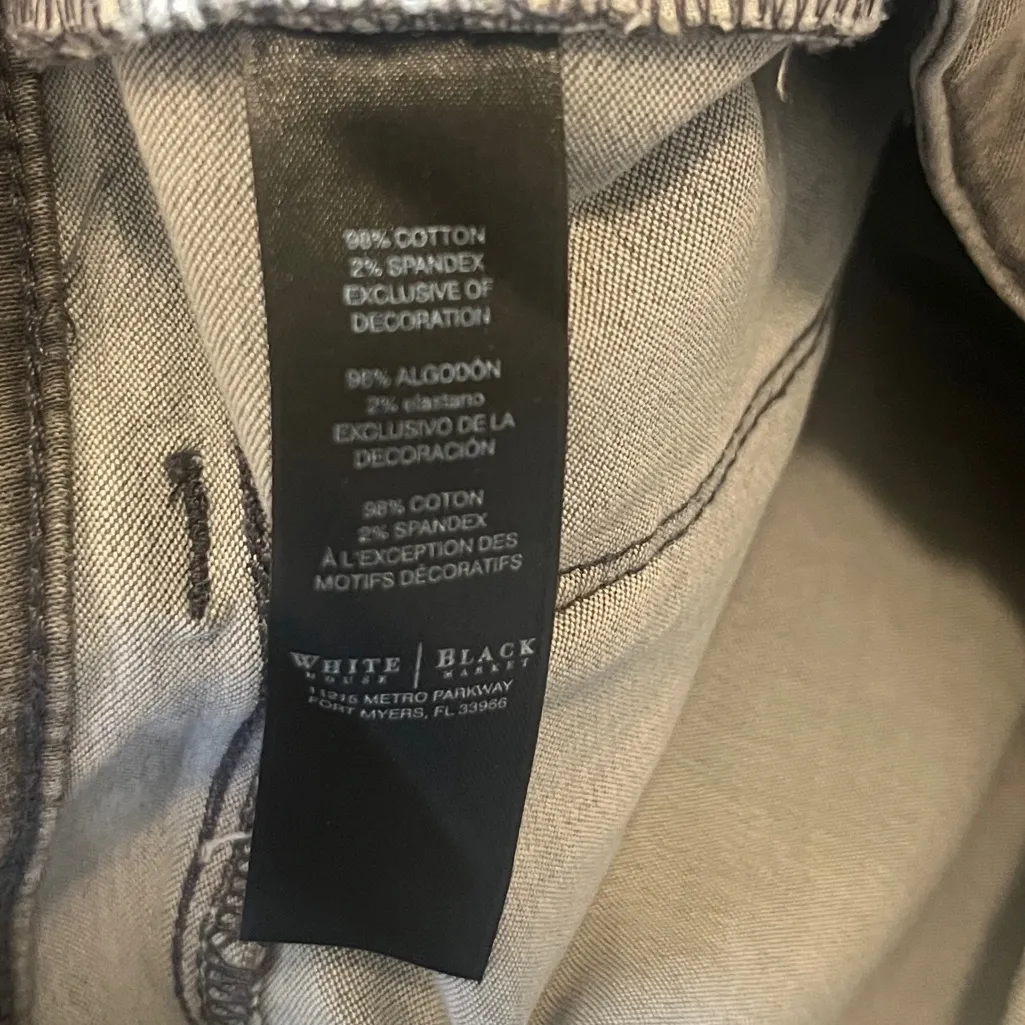 98% COTTON
2% SPANDEX
EXCLUSIVE OF
DECORATION
98% ALGODÓN
2% elastano
EXCLUSIVO DE LA
DECORACIÓN
98% COTON
2% SPANDEX
À L'EXCEPTION DES
MOTIFS DÉCORATIFS
WHITE | BLACK
HOUSE MARKET
11215 METRO PARKWAY
FORT MYERS, FL 33966